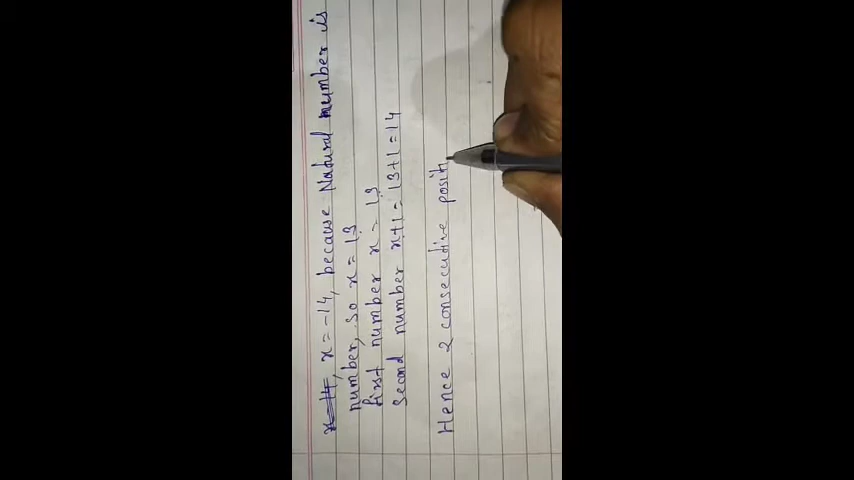 x = -14, because Natural number is
number, so x = 13
first number x = 13
Second number x+1 = 13+1 = 14
Hence 2 consecutive positi